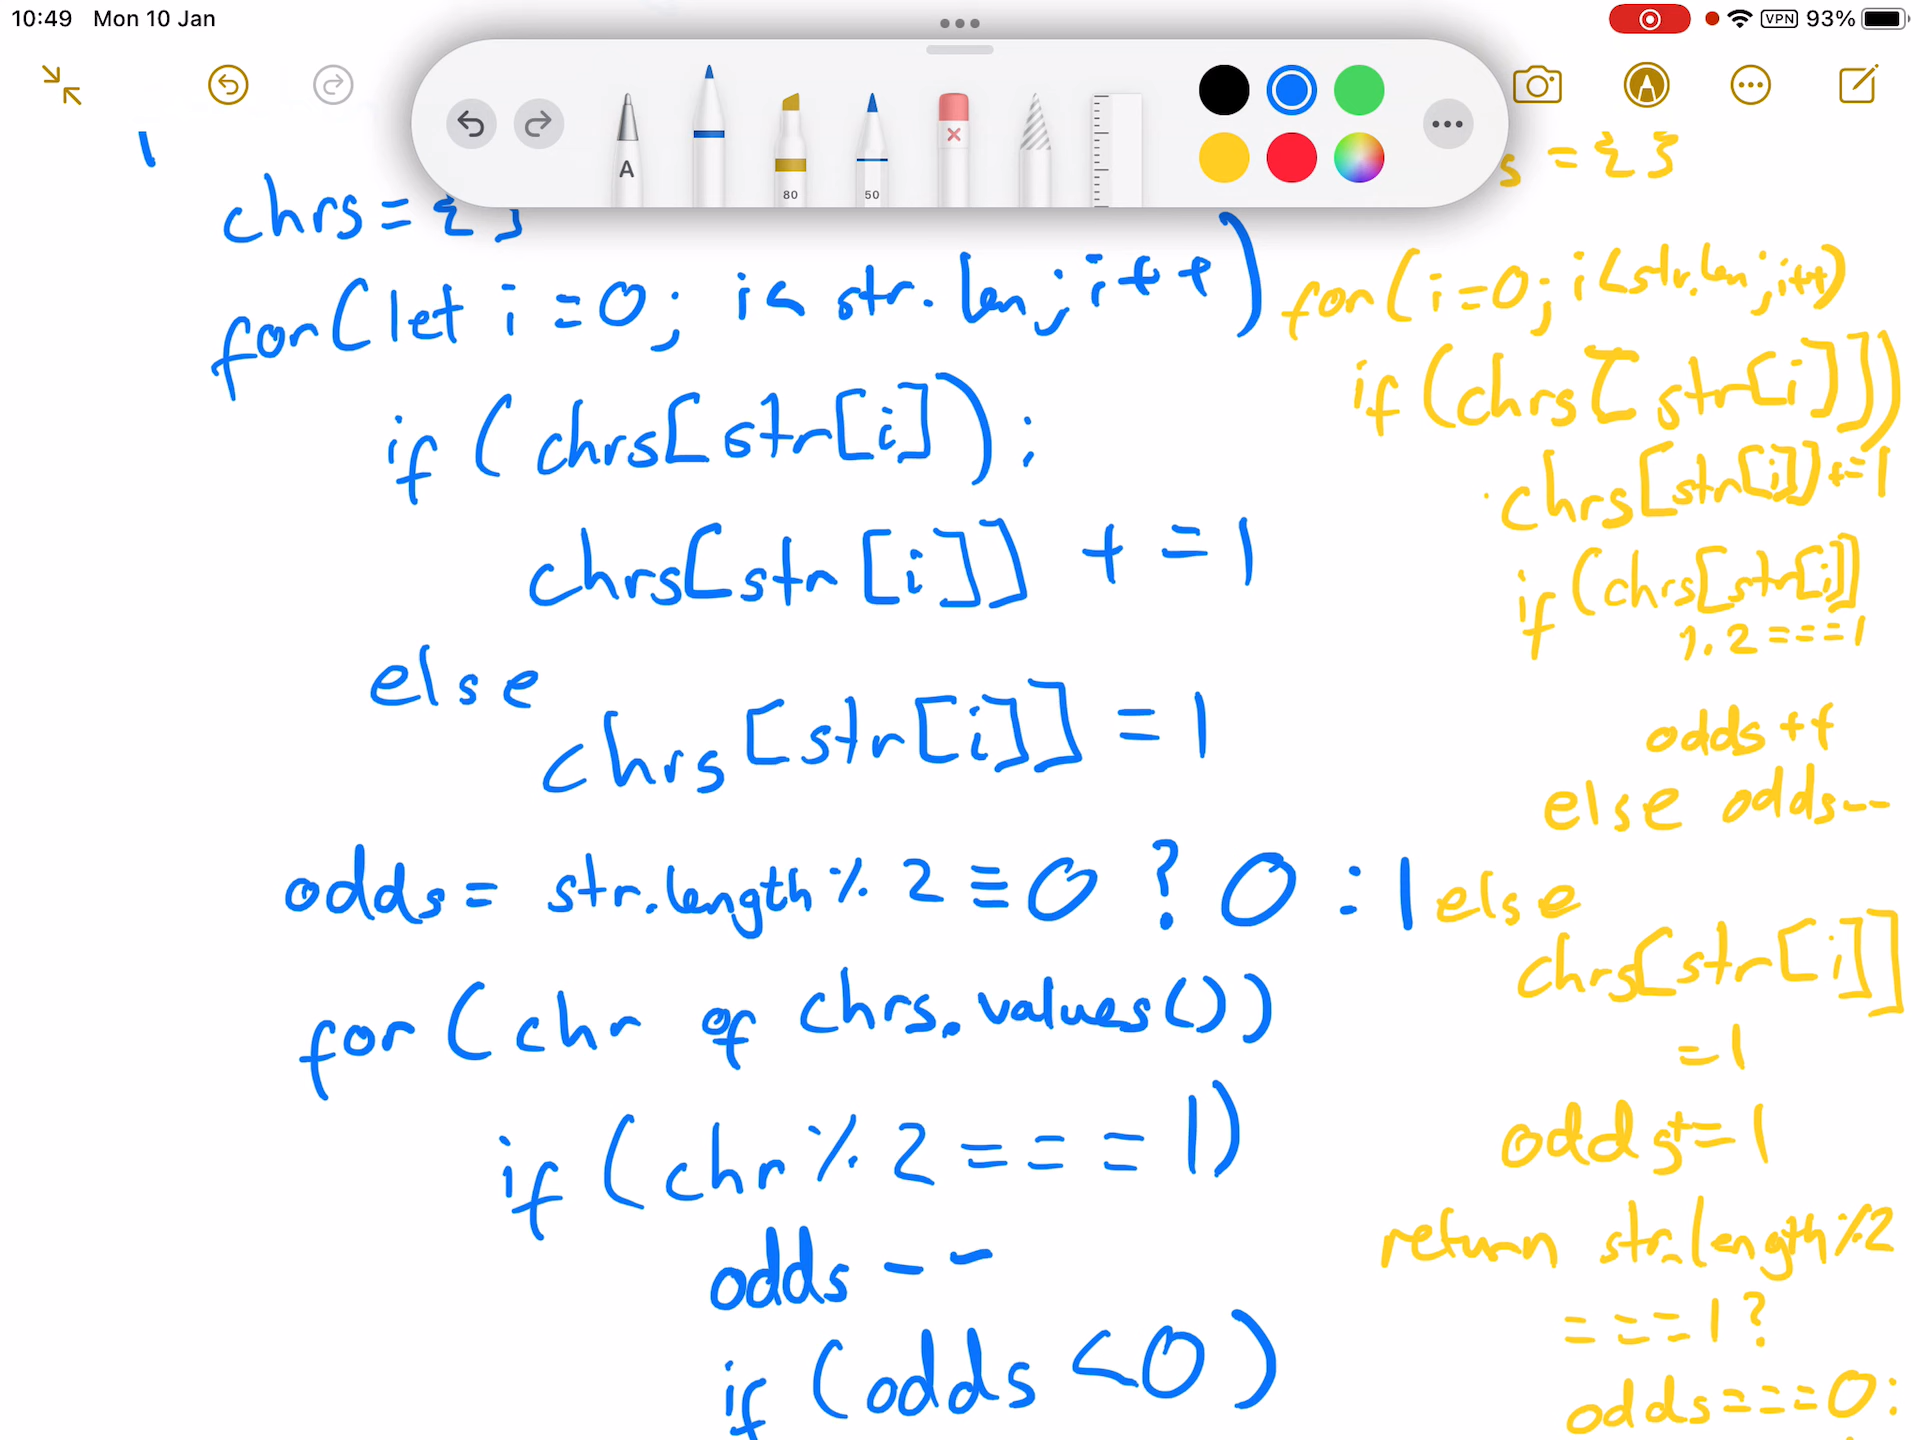 10:49 Mon 10 Jan
VPN 93%
A
80
50
chrs = { }
for(let i = 0; i< str.len; i++)
if (chrs[str[i]);
chrs[str[i]] += 1
else
chrs[str[i]] = 1
odds= str.length % 2 === 0 ? 0 : 1
for (chr of chrs.values())
if (chr % 2 === 1)
odds --
if (odds <0)
s = { }
for(i=0; i<str.len; i++)
if (chrs[str[i]])
chrs[str[i]] +=1
if (chrs[str[i]]
% 2 === 1
odds ++
else odds--
else
chrs[str[i]]
=1
odds+=1
return str.length%2
=== 1?
odds===0: